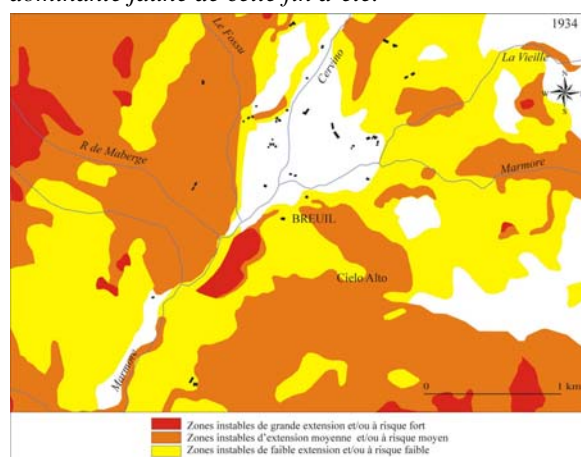 dominante jaune de cette fin d'été.
1934
Le Fossu
Cervino
La Vieille
N
R de Maberge
Marmore
BREUIL
Cielo Alto
Marmore
0 1 km
Zones instables de grande extension et/ou à risque fort
Zones instables d'extension moyenne et/ou à risque moyen
Zones instables de faible extension et/ou à risque faible